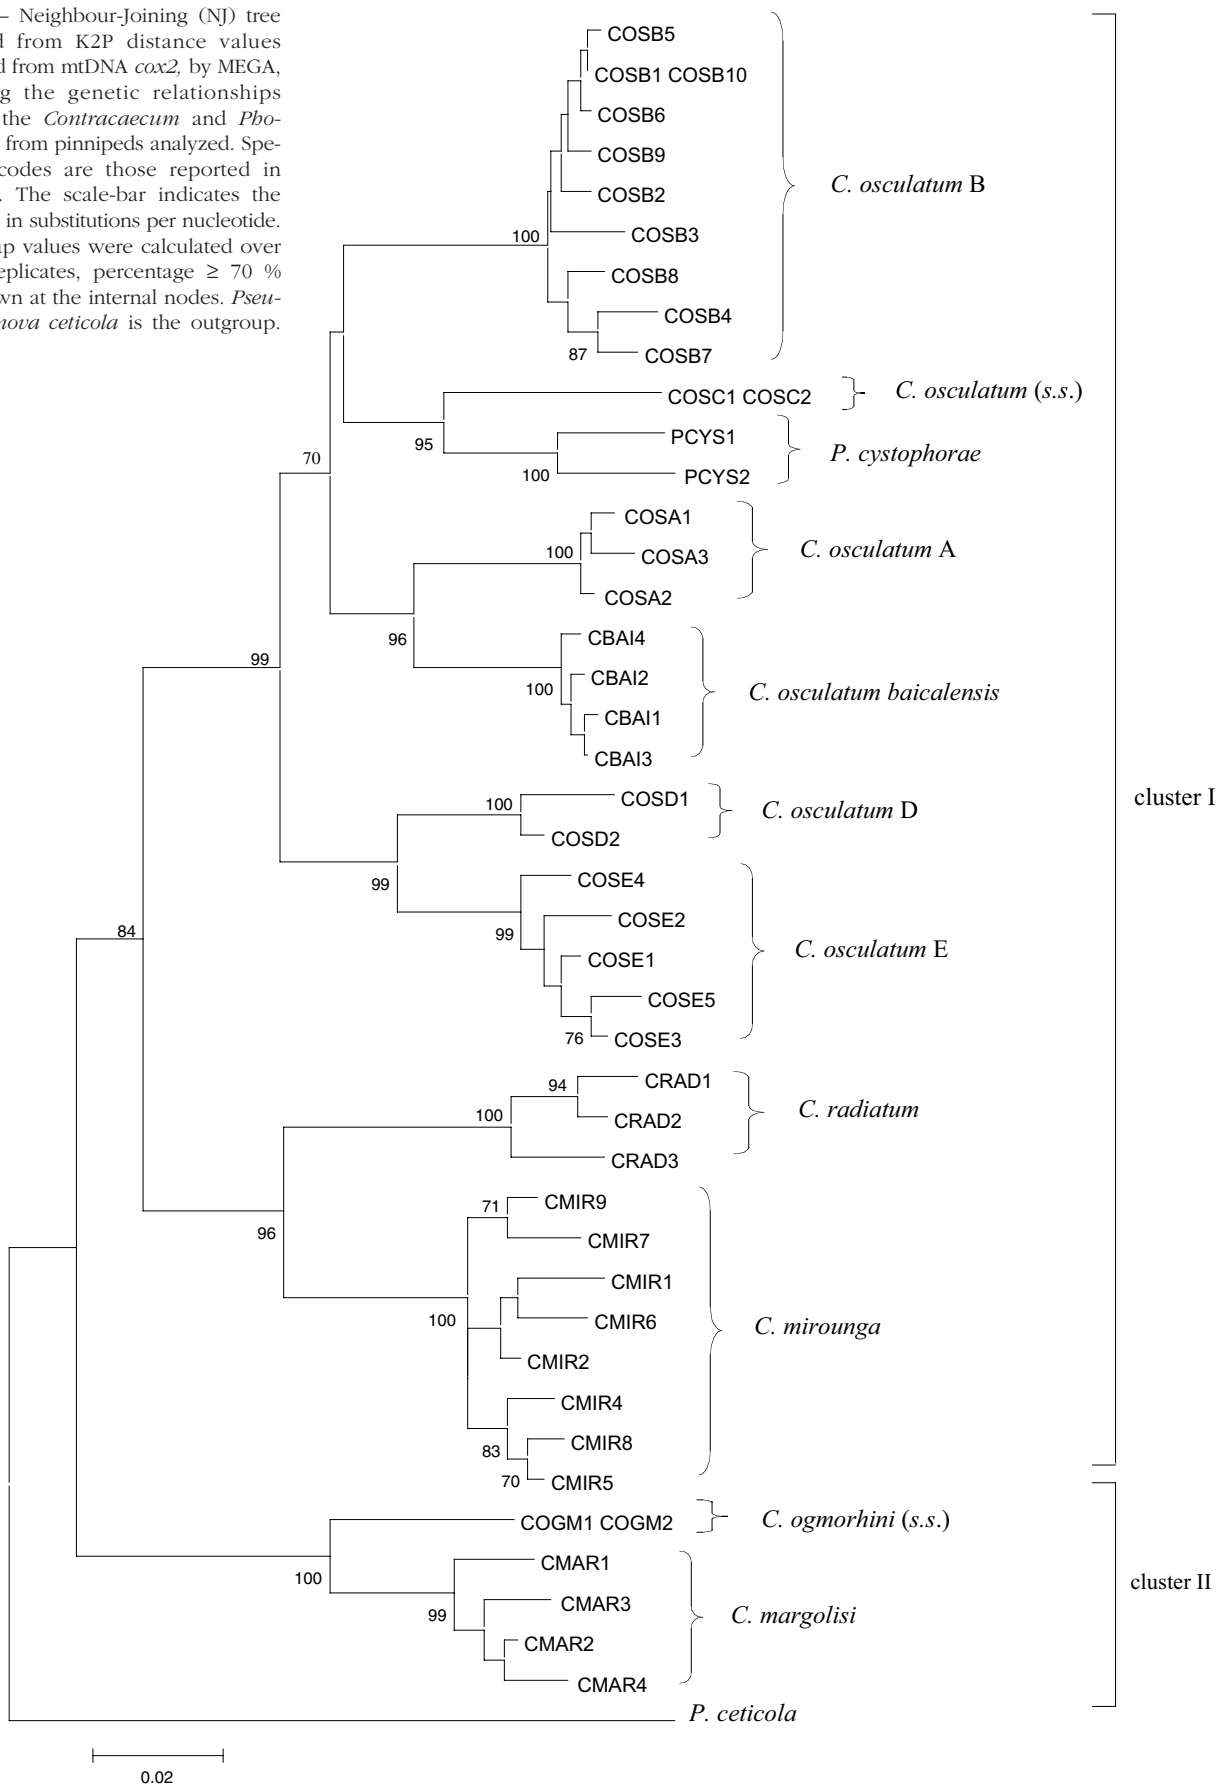 – Neighbour-Joining (NJ) tree
from K2P distance values
from mtDNA cox2, by MEGA,
the genetic relationships
the Contracaecum and Pho-
from pinnipeds analyzed. Spe-
codes are those reported in
The scale-bar indicates the
in substitutions per nucleotide.
values were calculated over
replicates, percentage ≥ 70 %
at the internal nodes. Pseu-
ceticola is the outgroup.
COSB5
COSB1 COSB10
COSB6
COSB9
COSB2
C. osculatum B
COSB3
100
COSB8
COSB4
COSB7
87
C. osculatum (s.s.)
COSC1 COSC2
PCYS1
95
P. cystophorae
70
PCYS2
100
COSA1
C. osculatum A
COSA3
100
COSA2
CBAI4
96
99
CBAI2
100
C. osculatum baicalensis
CBAI1
CBAI3
cluster I
COSD1
100
C. osculatum D
COSD2
COSE4
99
COSE2
99
C. osculatum E
COSE1
COSE5
COSE3
76
84
CRAD1
94
C. radiatum
CRAD2
100
CRAD3
CMIR9
71
96
CMIR7
CMIR1
CMIR6
100
C. mirounga
CMIR2
CMIR4
CMIR8
83
CMIR5
70
COGM1 COGM2
C. ogmorhini (s.s.)
CMAR1
100
cluster II
CMAR3
99
C. margolisi
CMAR2
CMAR4
P. ceticola
0.02